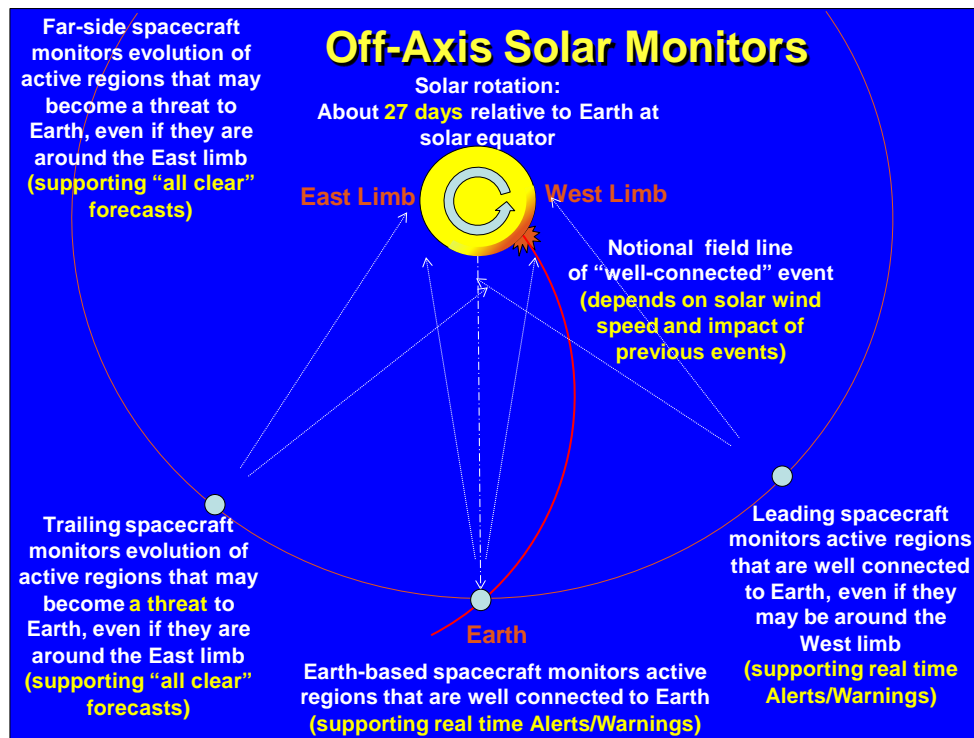 Off-Axis Solar Monitors
Far-side spacecraft
monitors evolution of
active regions that may
become a threat to
Earth, even if they are
around the East limb
(supporting “all clear”
forecasts)
Solar rotation:
About 27 days relative to Earth at
solar equator
East Limb
West Limb
Notional field line
of “well-connected” event
(depends on solar wind
speed and impact of
previous events)
Trailing spacecraft
monitors evolution of
active regions that may
become a threat to
Earth, even if they are
around the East limb
(supporting “all clear”
forecasts)
Earth
Earth-based spacecraft monitors active
regions that are well connected to Earth
(supporting real time Alerts/Warnings)
Leading spacecraft
monitors active regions
that are well connected
to Earth, even if they
may be around the
West limb
(supporting real time
Alerts/Warnings)